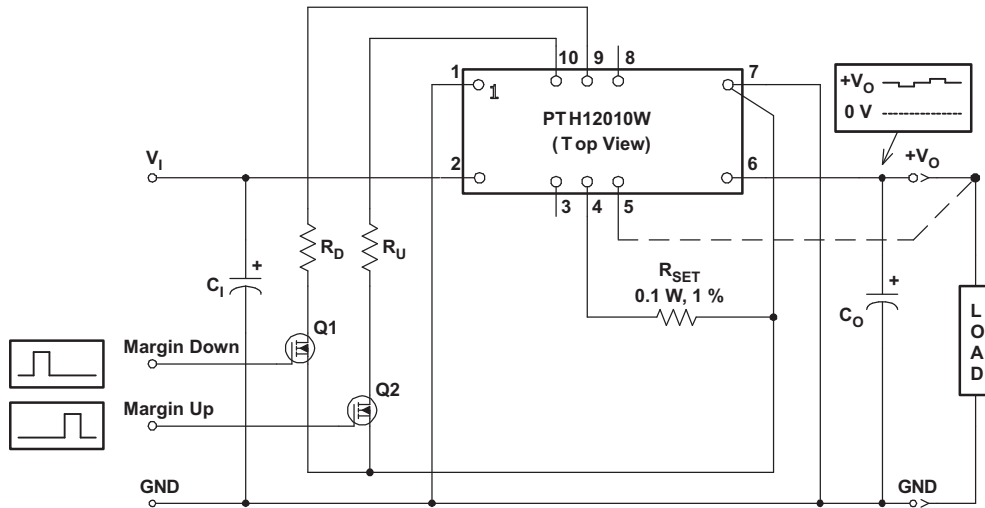 10 9 8
1 7
1
PTH12010W
(Top View)
+VO
0 V
VI
2 6
+VO
3 4 5
RD RU
RSET
0.1 W, 1 %
CI +
+ CO
LOAD
Q1
Margin Down
Q2
Margin Up
GND GND